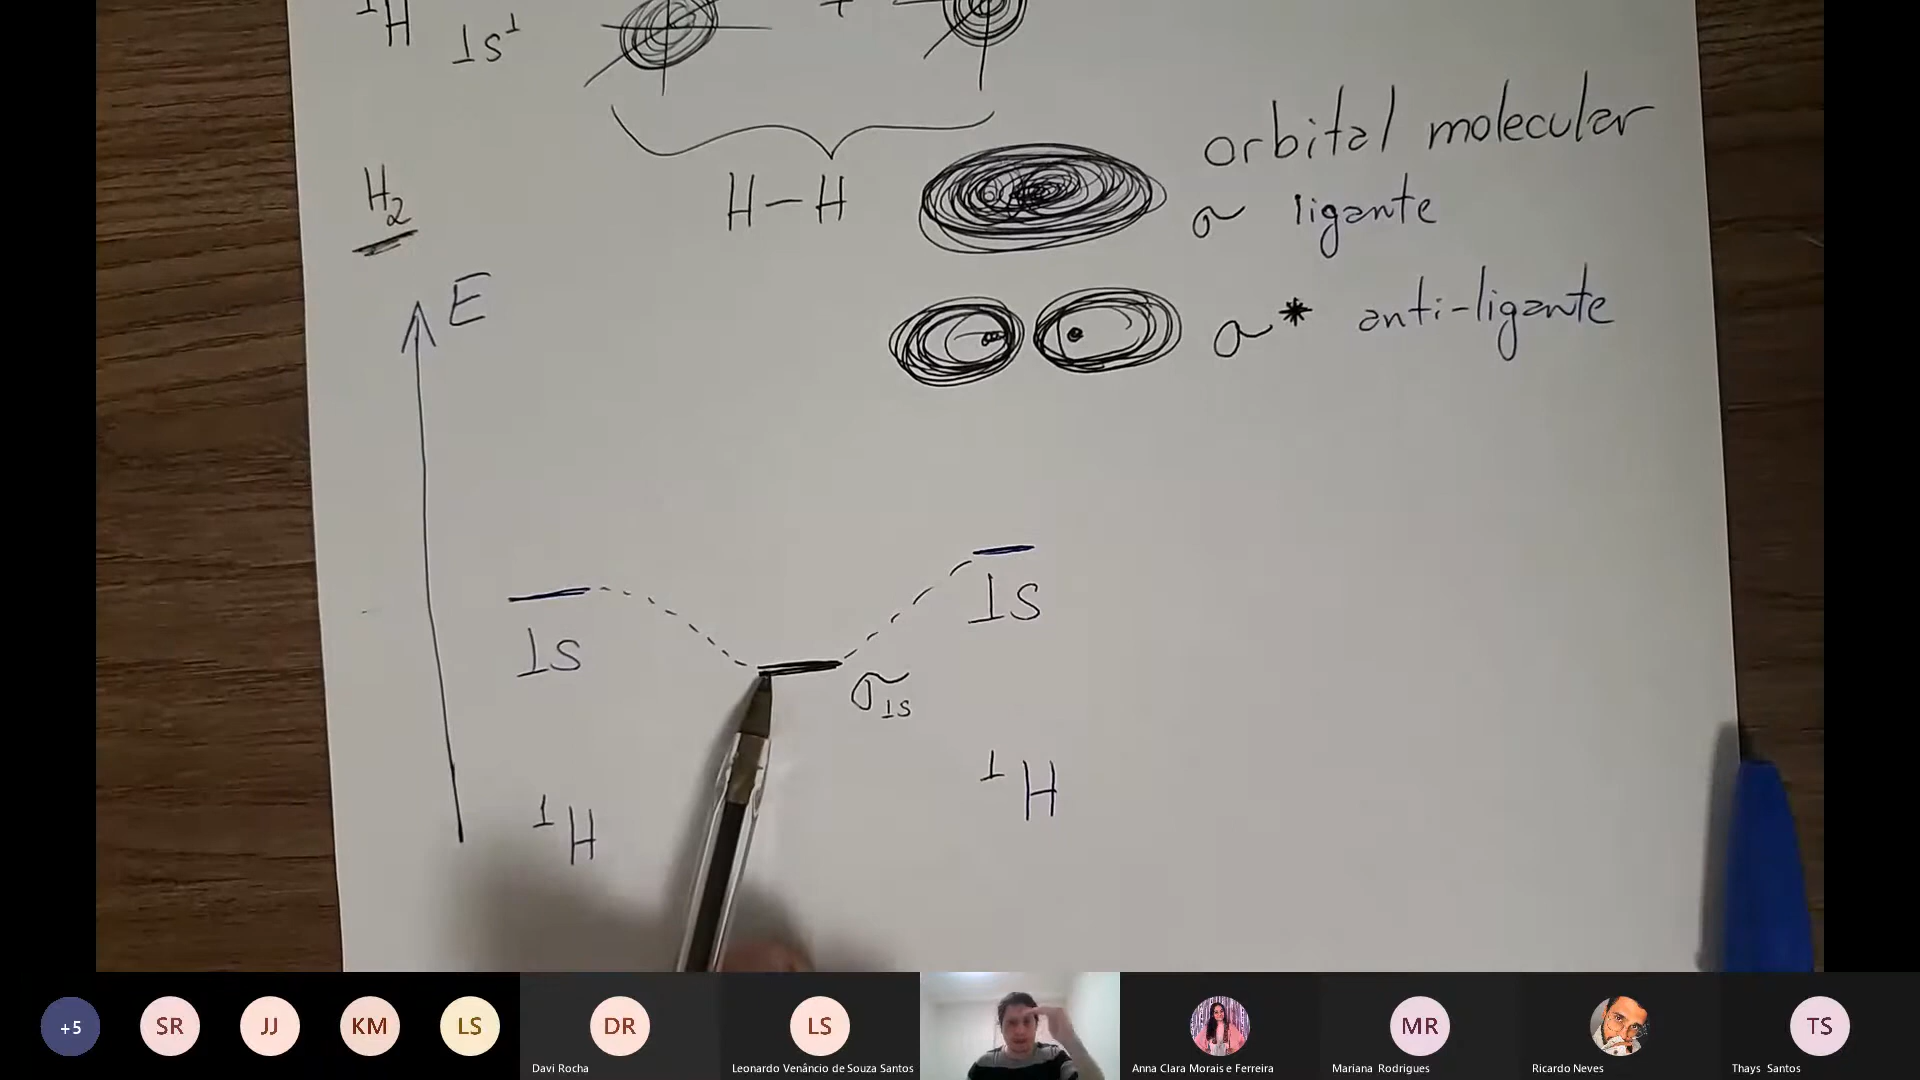 ¹H 1s¹ +
orbital molecular
H₂ H–H σ ligante
E
σ* anti-ligante
1s
1s
σ₁ₛ
¹H
¹H
+5 SR JJ KM LS DR LS MR TS
Davi Rocha Leonardo Venâncio de Souza Santos Anna Clara Morais e Ferreira Mariana Rodrigues Ricardo Neves Thays Santos